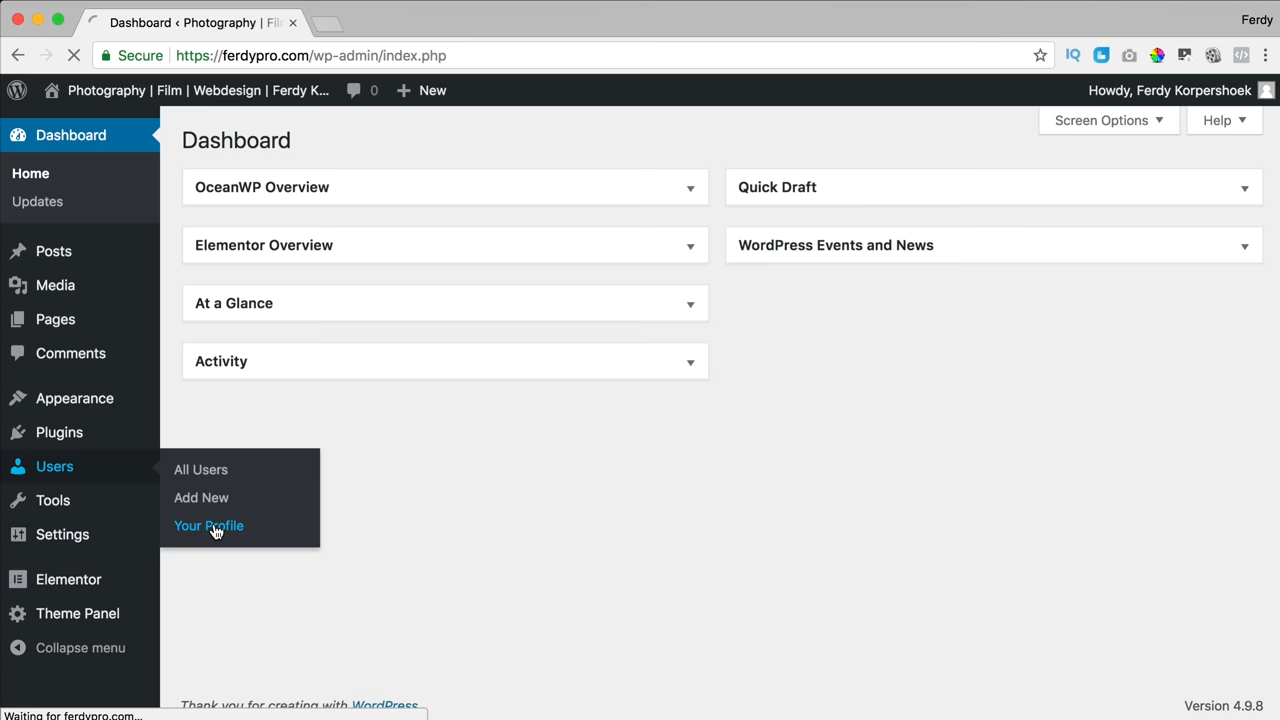 Dashboard ‹ Photography | Fil
Ferdy
Secure
https://ferdypro.com/wp-admin/index.php
Photography | Film | Webdesign | Ferdy K...
0
New
Howdy, Ferdy Korpershoek
Dashboard
Home
Updates
Posts
Media
Pages
Comments
Appearance
Plugins
Users
Tools
Settings
Elementor
Theme Panel
Collapse menu
All Users
Add New
Your Profile
Screen Options
Help
Dashboard
OceanWP Overview
Quick Draft
Elementor Overview
WordPress Events and News
At a Glance
Activity
Thank you for creating with WordPress
Version 4.9.8
Waiting for ferdypro.com...